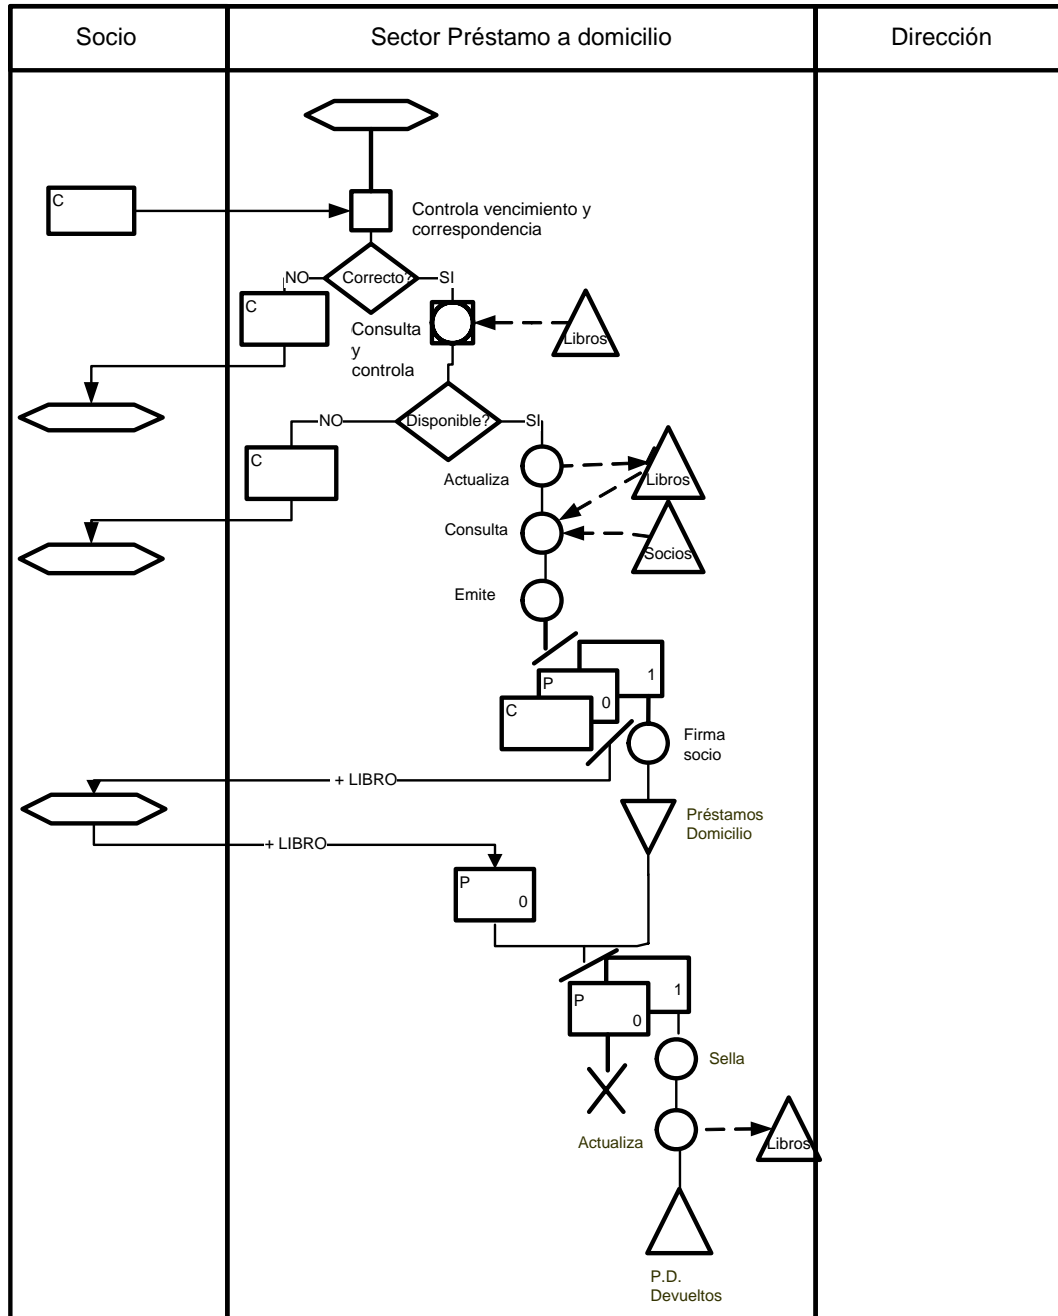 Socio
Sector Préstamo a domicilio
Dirección
C
Controla vencimiento y
correspondencia
NO
Correcto?
SI
C
Consulta
y
controla
Libros
NO
Disponible?
SI
C
Actualiza
Libros
Consulta
Socios
Emite
1
P
0
C
Firma
socio
+ LIBRO
Préstamos
Domicilio
+ LIBRO
P
0
1
P
0
Sella
Actualiza
Libros
P.D.
Devueltos